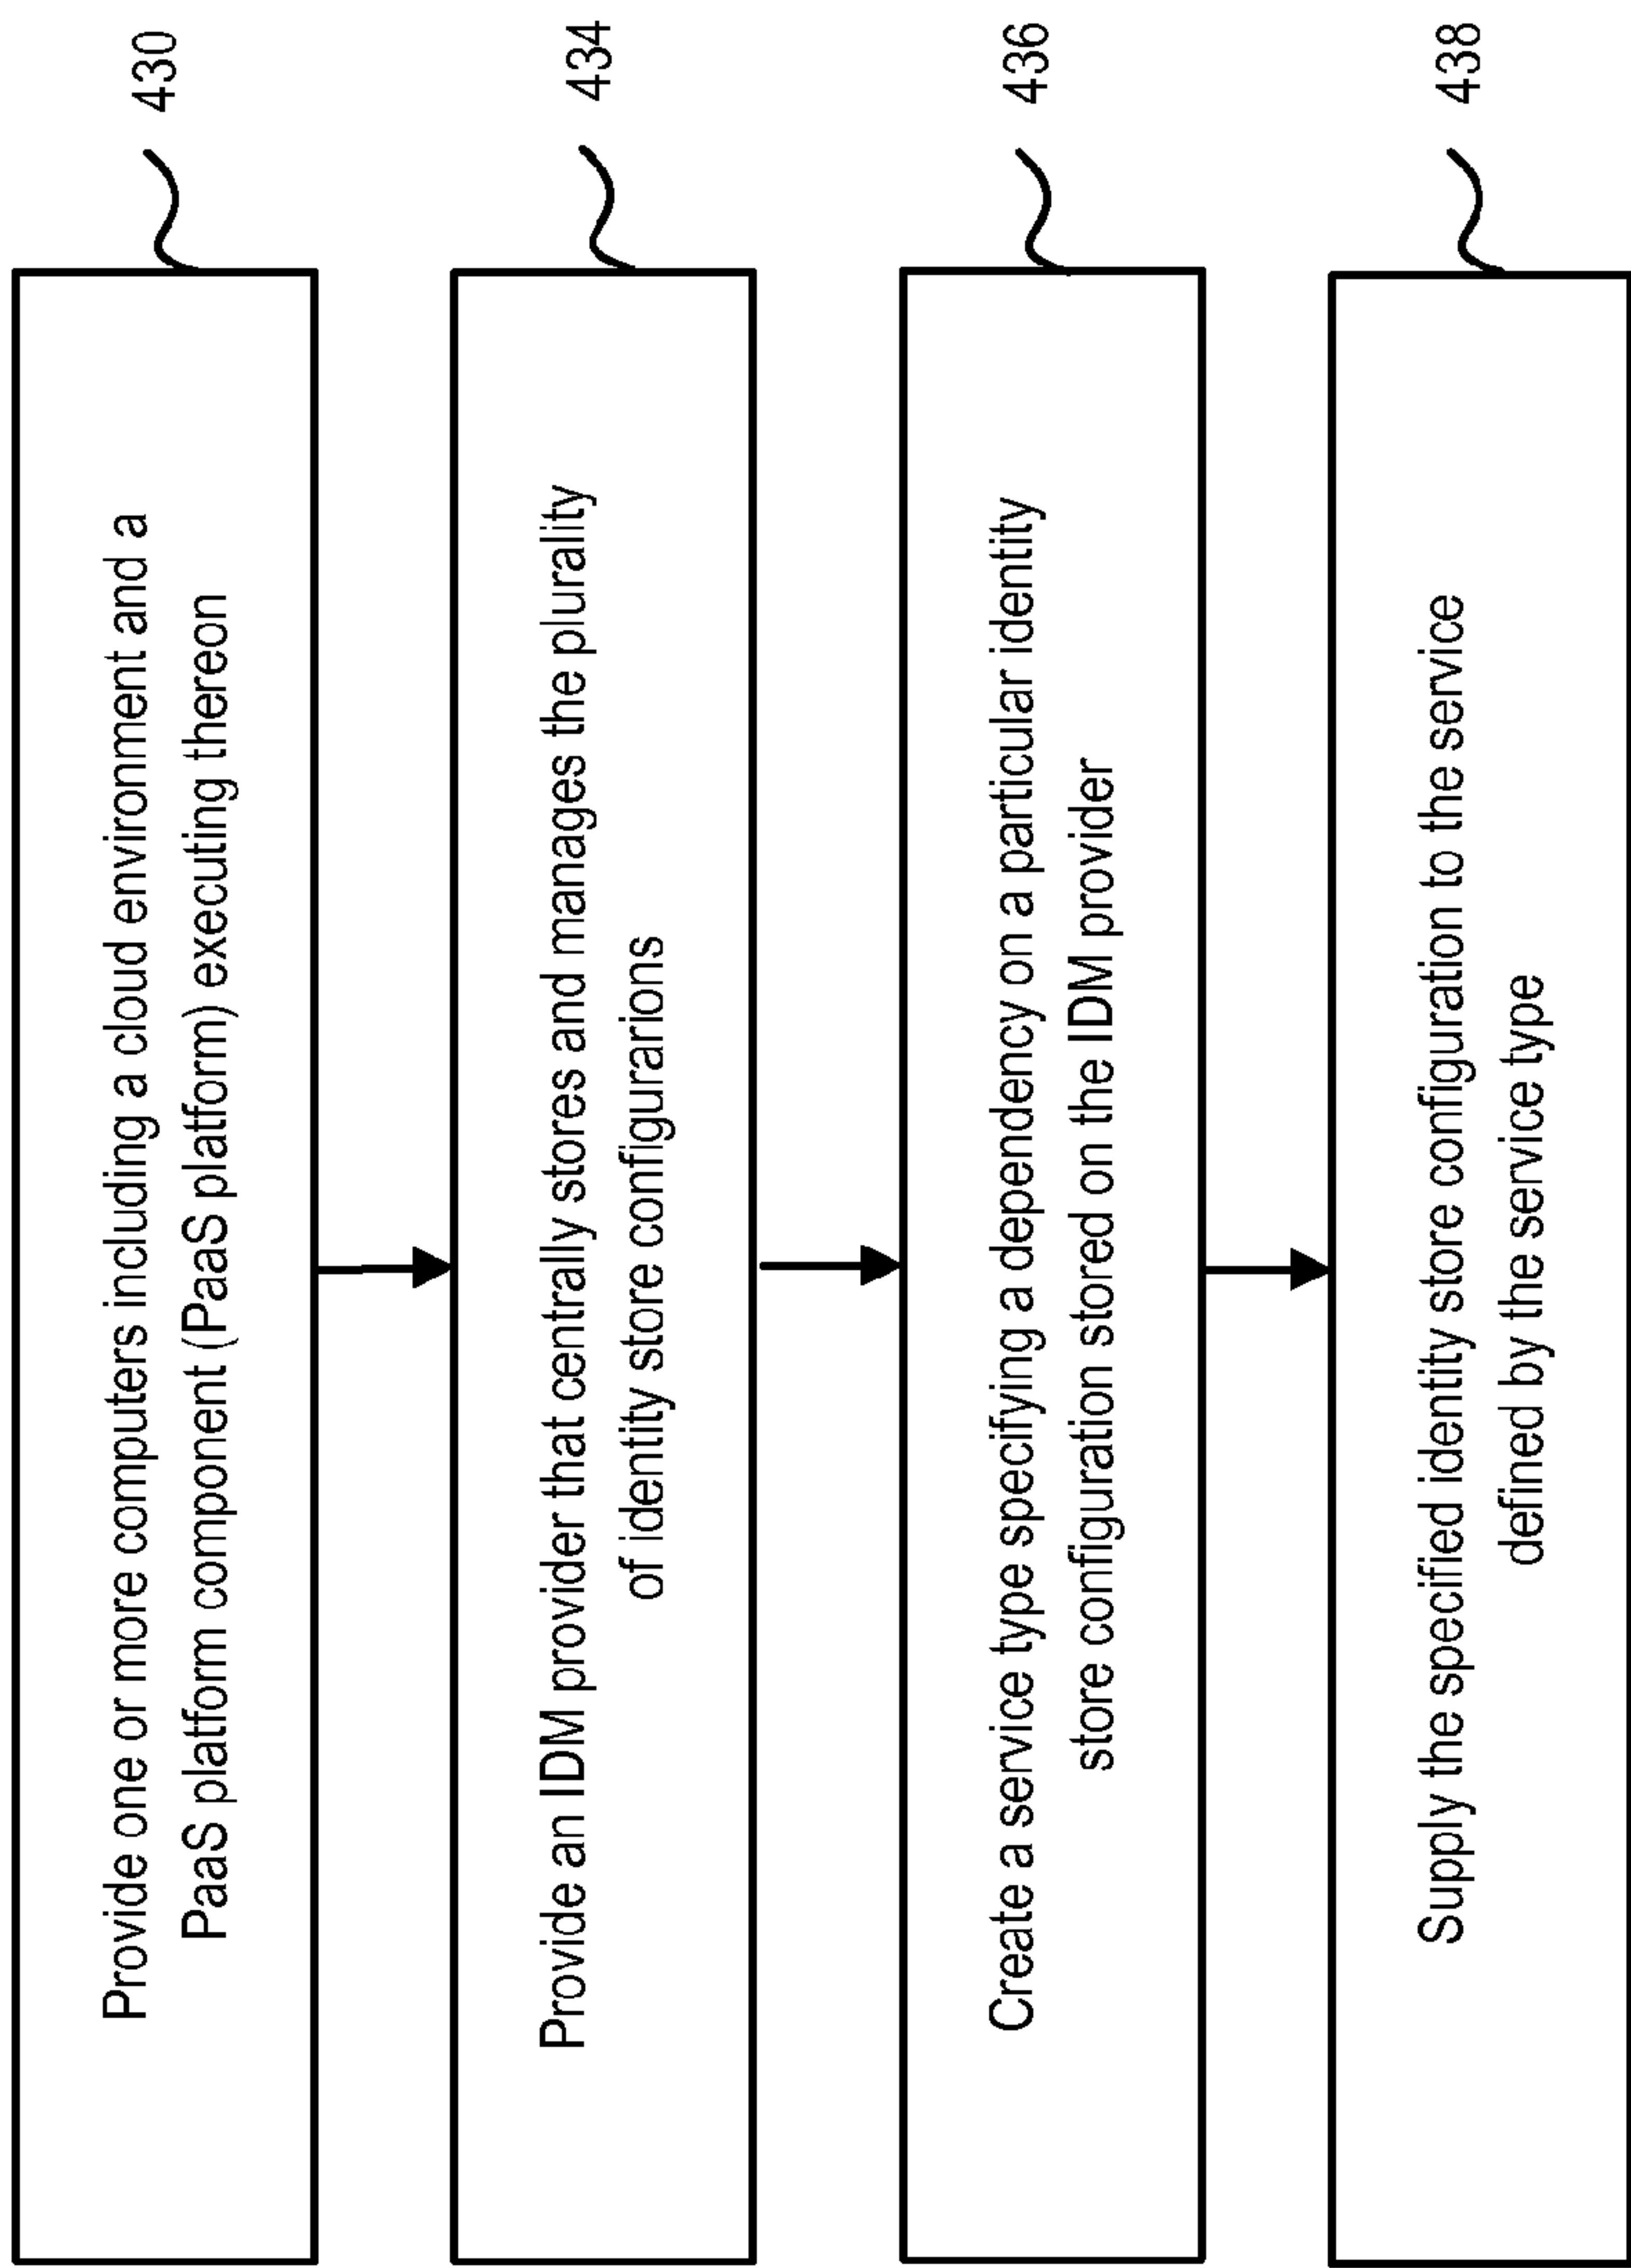 Provide one or more computers including a cloud environment and a
PaaS platform component (PaaS platform) executing thereon
430
Provide an IDM provider that centrally stores and manages the plurality
of identity store configurarions
434
Create a service type specifying a dependency on a particular identity
store configuration stored on the IDM provider
436
Supply the specified identity store configuration to the service
defined by the service type
438